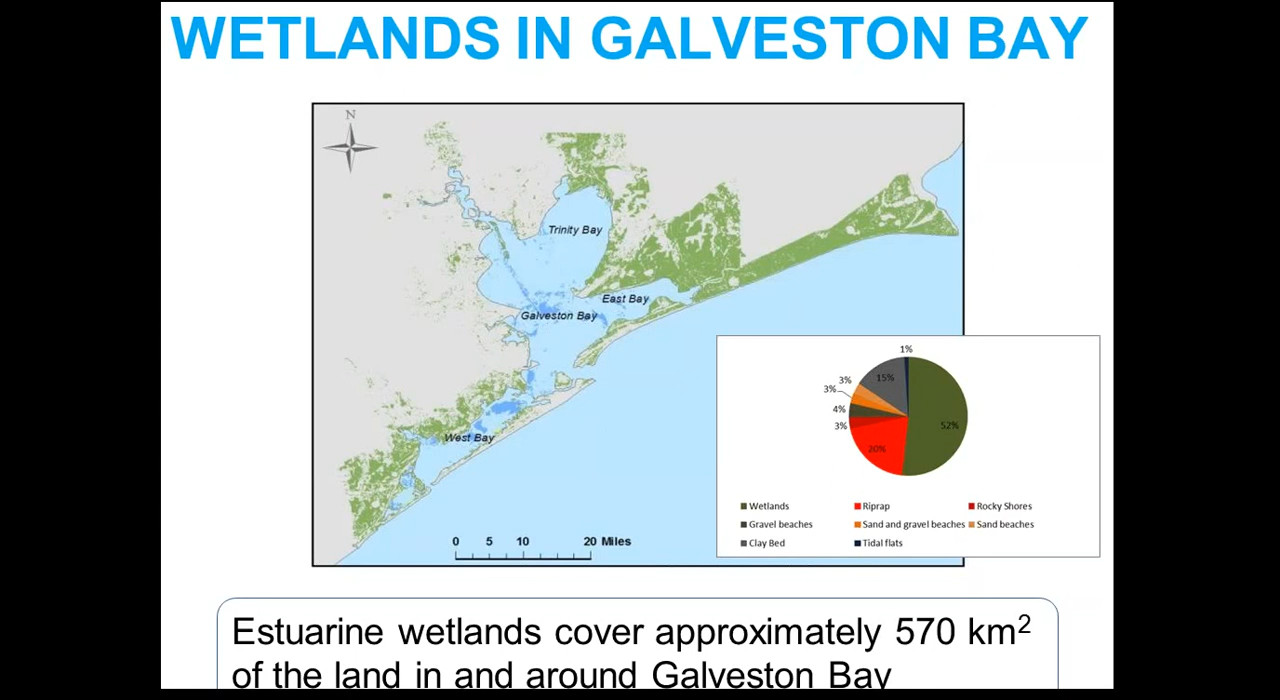 WETLANDS IN GALVESTON BAY
N
Trinity Bay
East Bay
Galveston Bay
West Bay
0 5 10 20 Miles
1%
15%
3%
3%
4%
3%
52%
20%
Wetlands Riprap Rocky Shores
Gravel beaches Sand and gravel beaches Sand beaches
Clay Bed Tidal flats
Estuarine wetlands cover approximately 570 km²
of the land in and around Galveston Bay